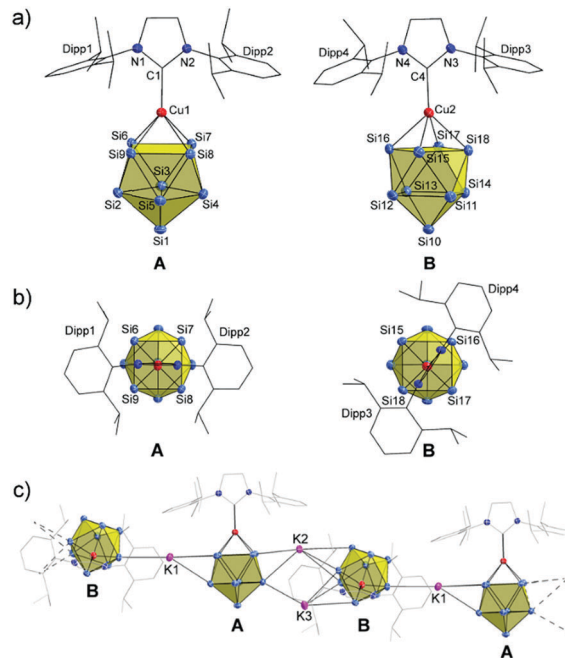 a)
Dipp1 N1 N2 Dipp2
C1
Cu1
Si6 Si7
Si9 Si8
Si3
Si2 Si5 Si4
Si1
A
Dipp4 N4 N3 Dipp3
C4
Cu2
Si16 Si17 Si18
Si15
Si13 Si14
Si12 Si11
Si10
B
b)
Dipp1 Si6 Si7 Dipp2
Si9 Si8
A
Dipp4
Si15 Si16
Si18 Si17
Dipp3
B
c)
K1 K2 K1
K3
B A B A